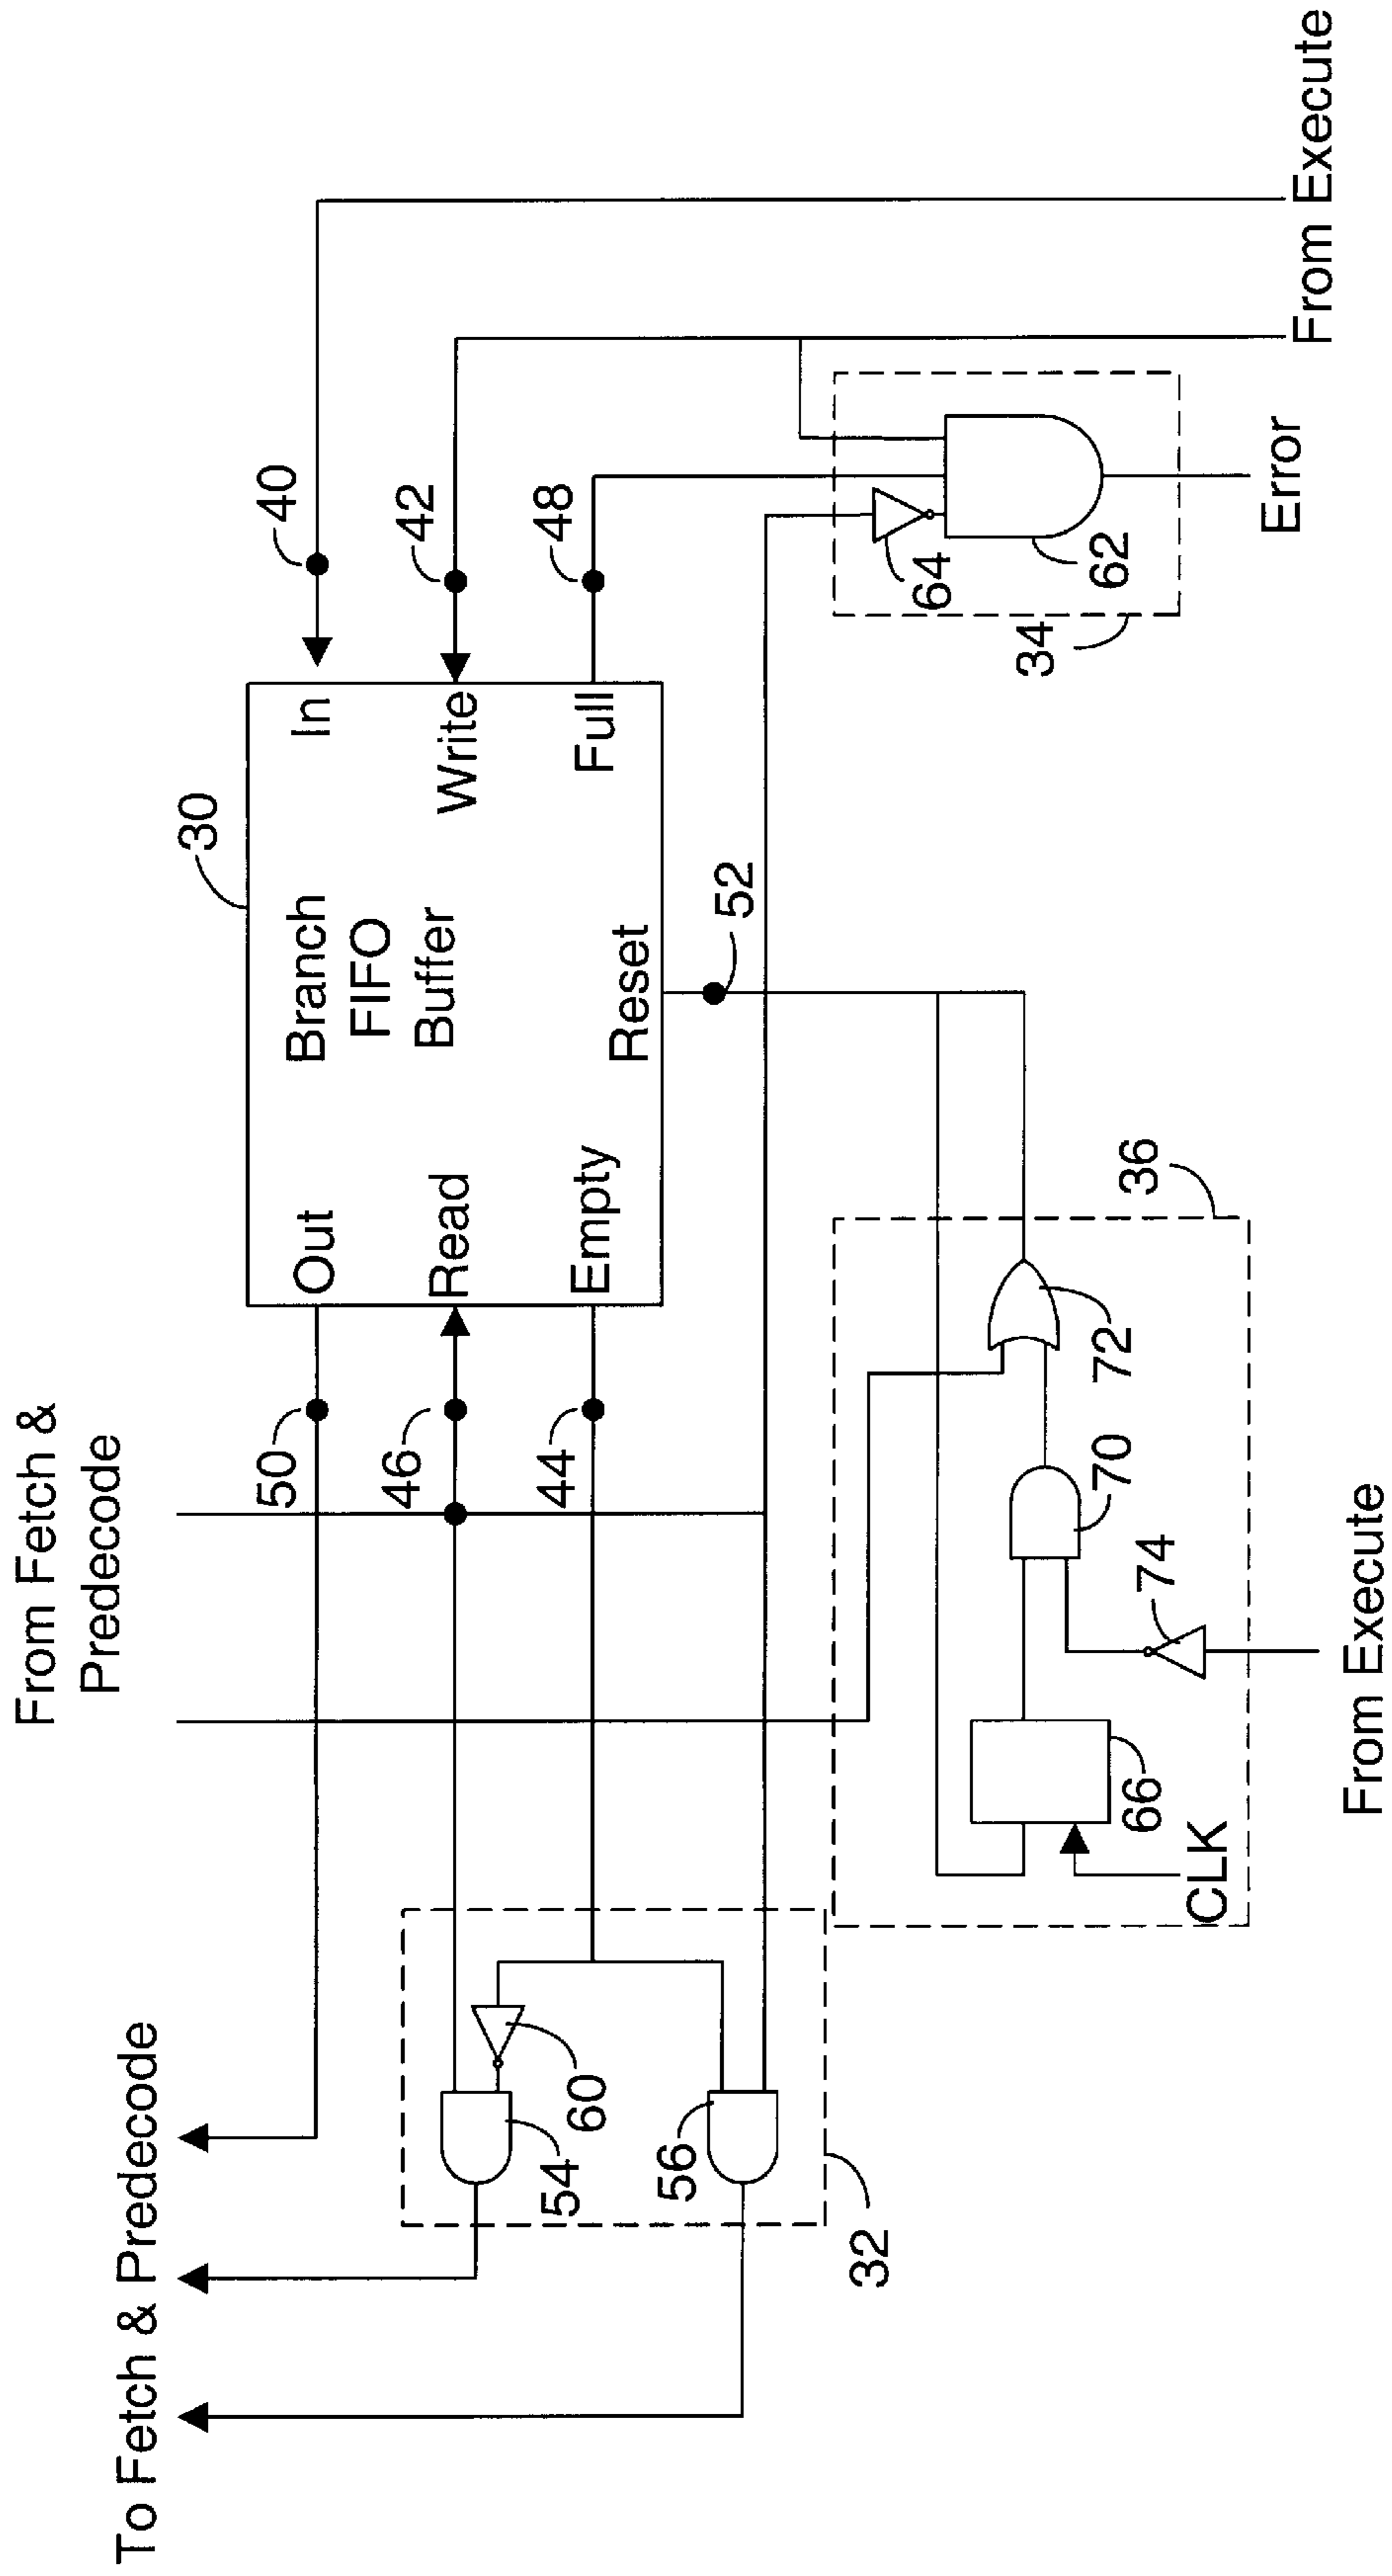 From Fetch &
Predecode
To Fetch & Predecode
30
Branch
FIFO
Buffer
Out
Read
Empty
Reset
In
Write
Full
50
46
44
40
42
48
52
54
60
56
32
36
72
70
74
66
CLK
64
62
34
Error
From Execute
From Execute